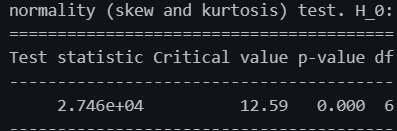 normality (skew and kurtosis) test. H_0:
========================================
Test statistic Critical value p-value df
----------------------------------------
2.746e+04 12.59 0.000 6
----------------------------------------